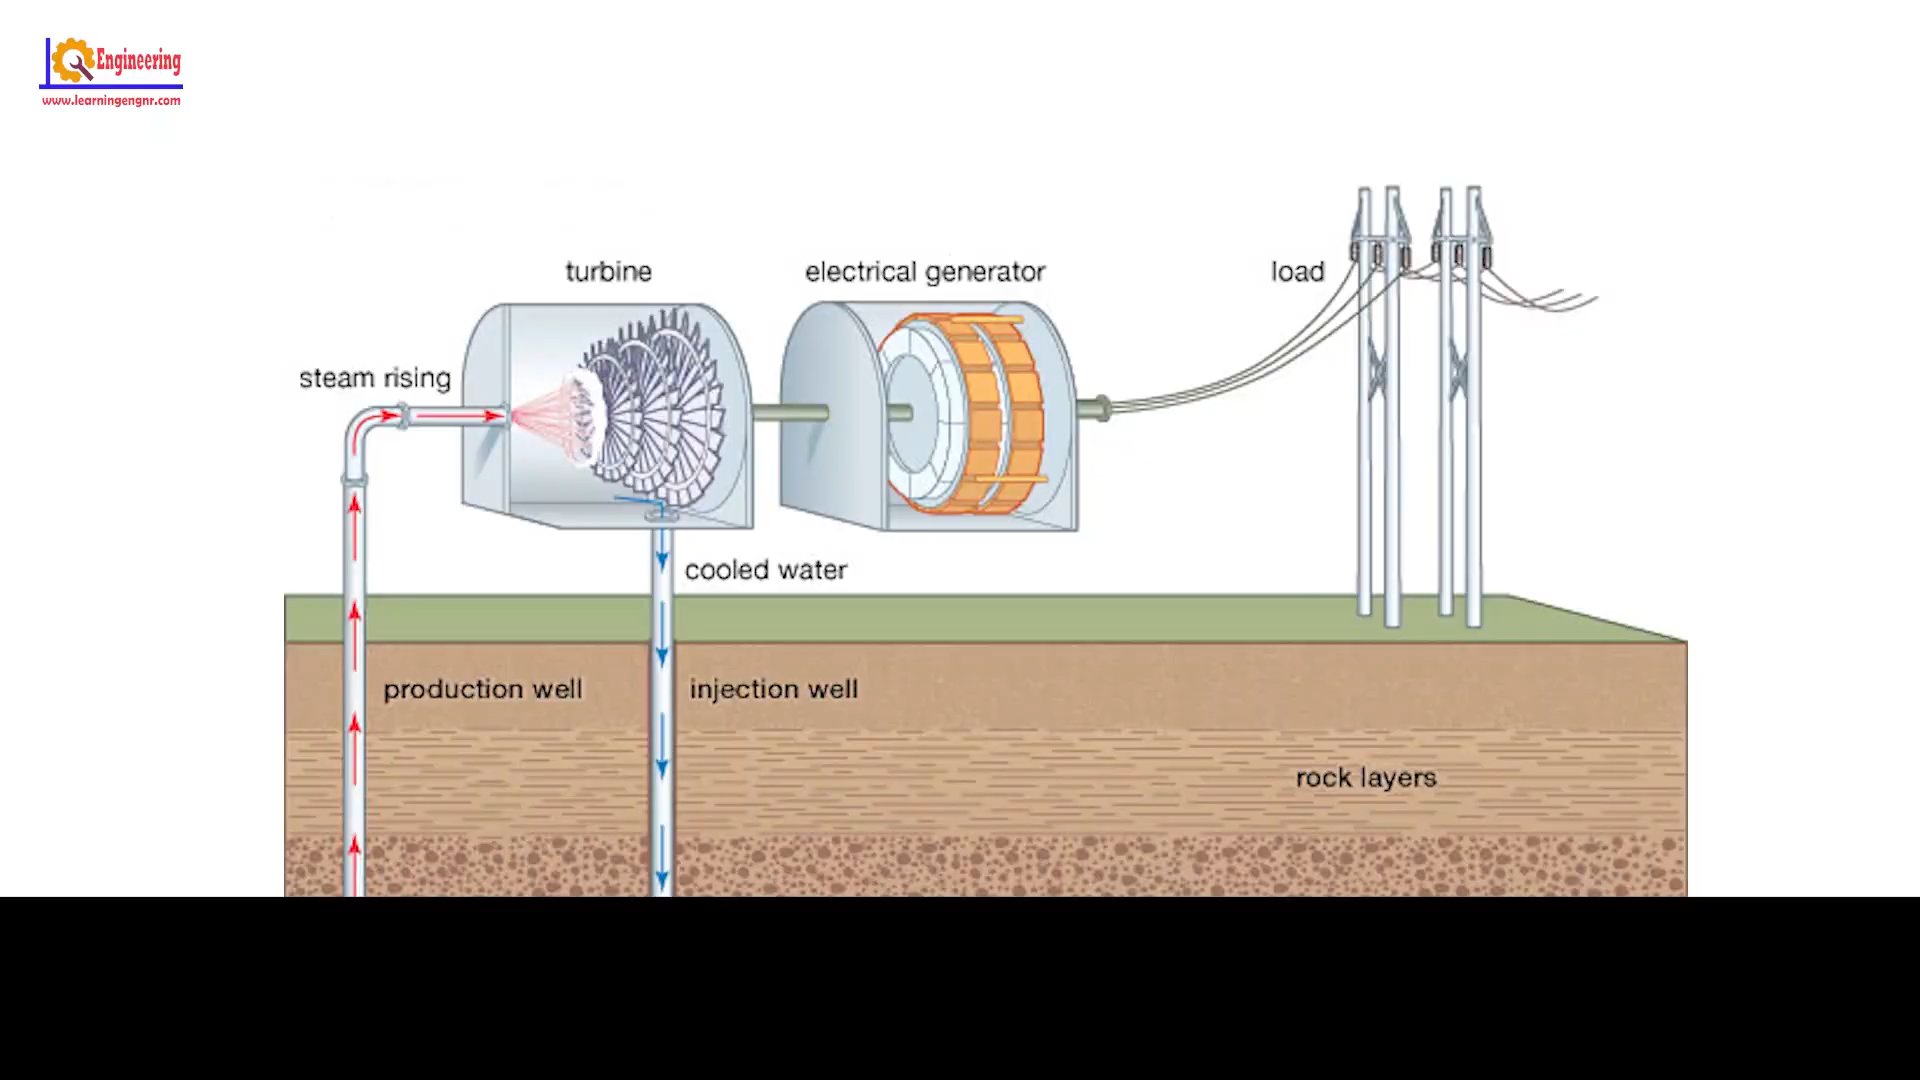 Engineering
www.learningengnr.com
turbine
electrical generator
load
steam rising
cooled water
production well
injection well
rock layers